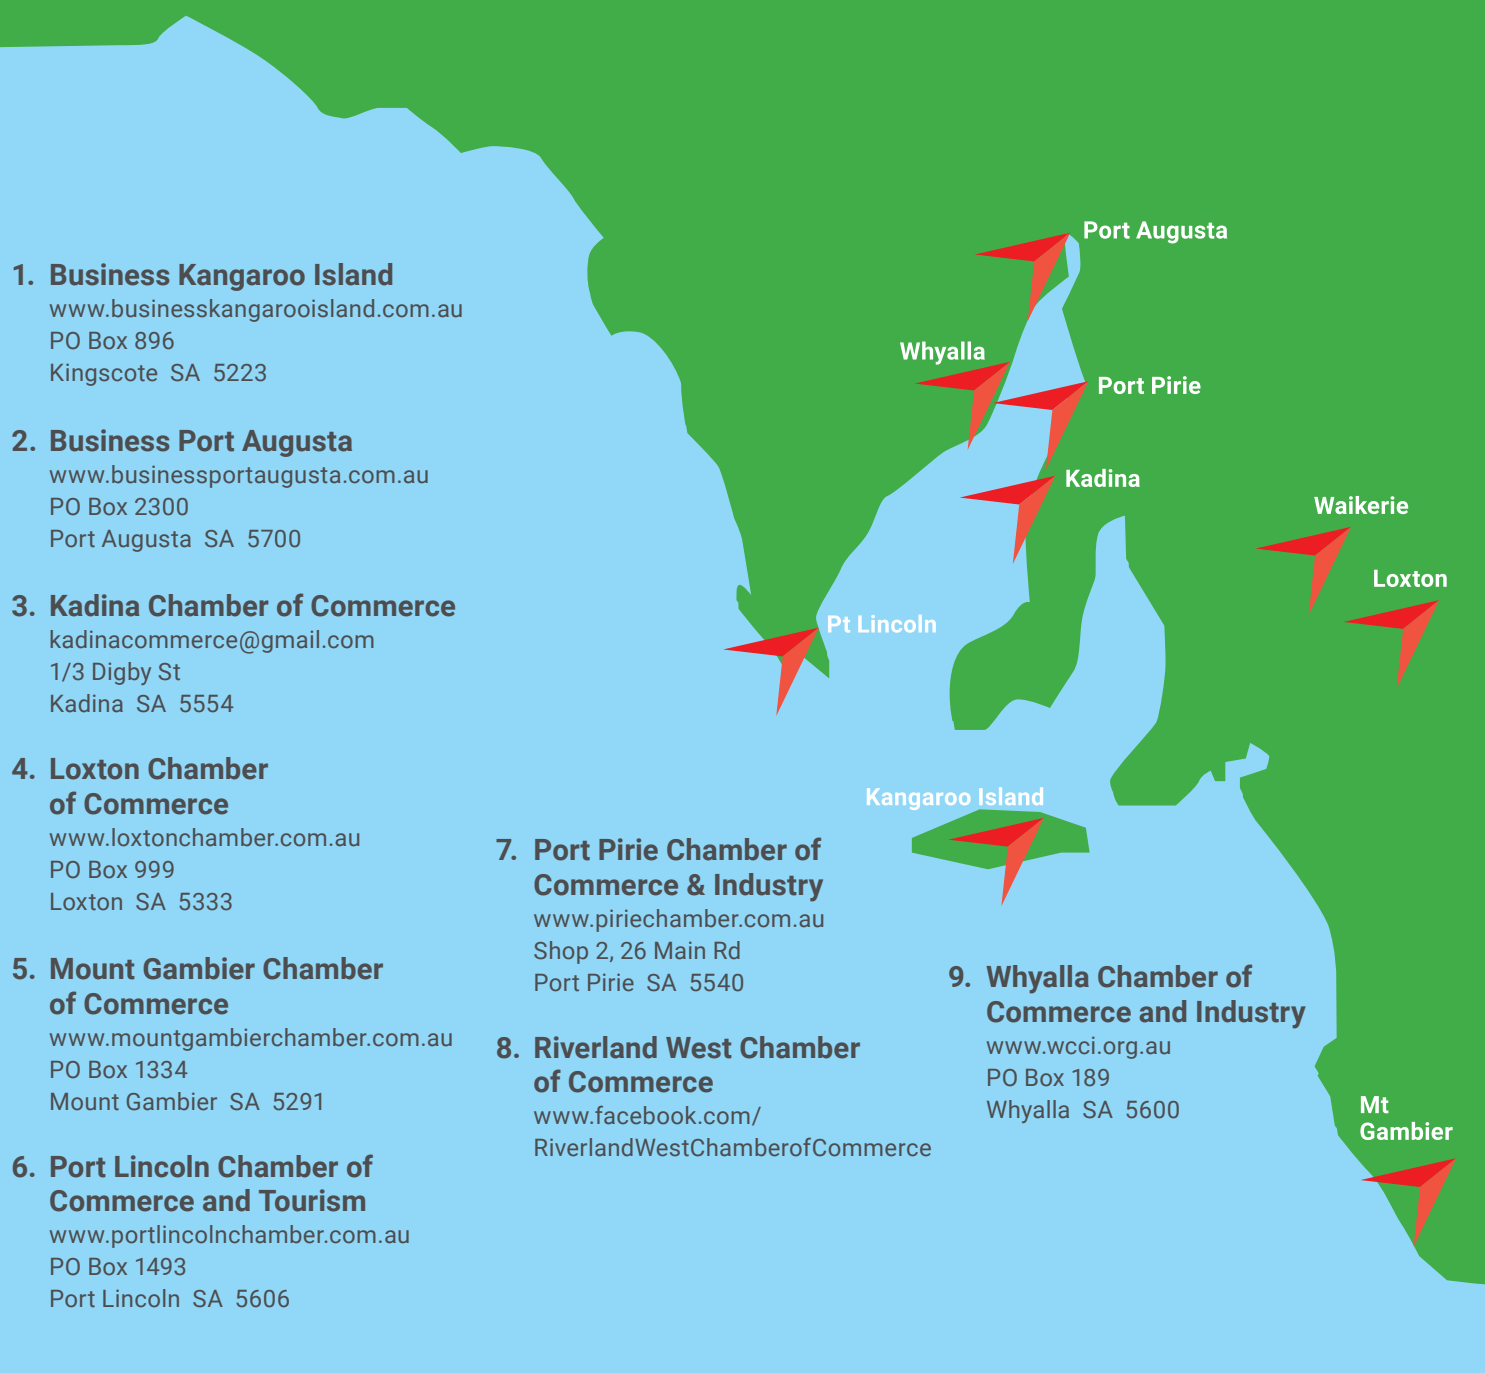 Port Augusta
Whyalla
Port Pirie
Kadina
Waikerie
Loxton
Pt Lincoln
Kangaroo Island
Mt
Gambier
1. Business Kangaroo Island
www.businesskangarooisland.com.au
PO Box 896
Kingscote SA 5223
2. Business Port Augusta
www.businessportaugusta.com.au
PO Box 2300
Port Augusta SA 5700
3. Kadina Chamber of Commerce
kadinacommerce@gmail.com
1/3 Digby St
Kadina SA 5554
4. Loxton Chamber
of Commerce
www.loxtonchamber.com.au
PO Box 999
Loxton SA 5333
5. Mount Gambier Chamber
of Commerce
www.mountgambierchamber.com.au
PO Box 1334
Mount Gambier SA 5291
6. Port Lincoln Chamber of
Commerce and Tourism
www.portlincolnchamber.com.au
PO Box 1493
Port Lincoln SA 5606
7. Port Pirie Chamber of
Commerce & Industry
www.piriechamber.com.au
Shop 2, 26 Main Rd
Port Pirie SA 5540
8. Riverland West Chamber
of Commerce
www.facebook.com/
RiverlandWestChamberofCommerce
9. Whyalla Chamber of
Commerce and Industry
www.wcci.org.au
PO Box 189
Whyalla SA 5600